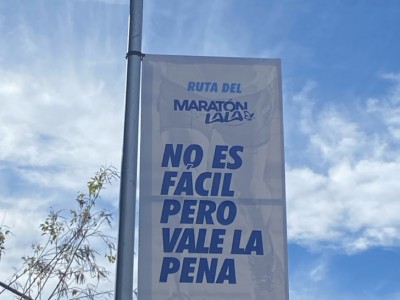 RUTA DEL
MARATÓN
LALA
NO ES
FÁCIL
PERO
VALE LA
PENA